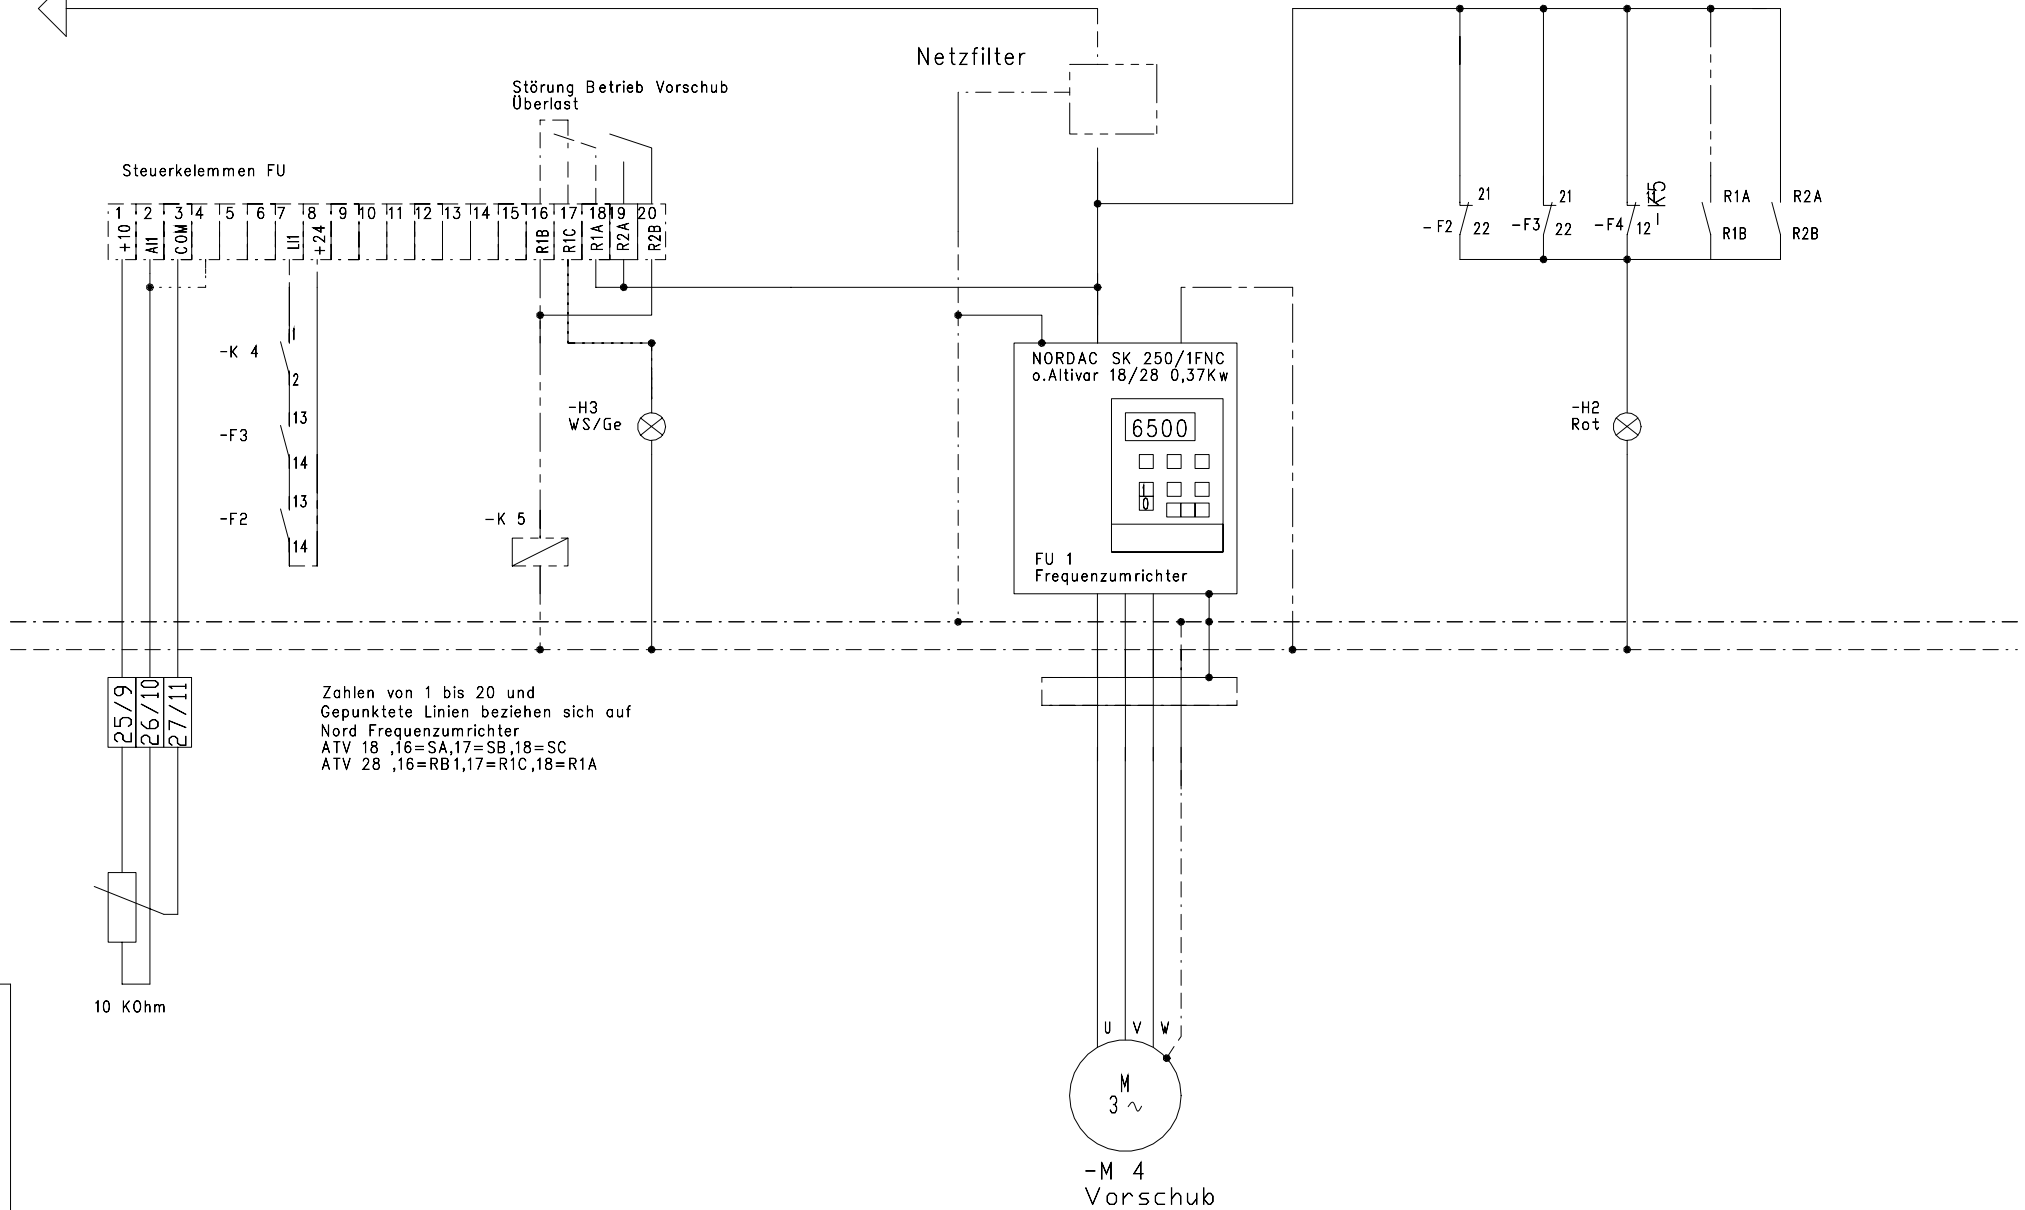 Netzfilter
Störung Betrieb Vorschub
Überlast
Steuerkelemmen FU
1 2 3 4 5 6 7 8 9 10 11 12 13 14 15 16 17 18 19 20
+10 AI1 COM LI1 +24 R1B R1C R1A R2A R2B
21 21 K5 R1A R2A
-F2 22 -F3 22 -F4 12 R1B R2B
1
-K 4
2
13
-F3
14
13
-F2
14
-H3
WS/Ge
-K 5
NORDAC SK 250/1FNC
o.Altivar 18/28 0,37Kw
6500
1
0
FU 1
Frequenzumrichter
-H2
Rot
25/9 26/10 27/11
Zahlen von 1 bis 20 und
Gepunktete Linien beziehen sich auf
Nord Frequenzumrichter
ATV 18 ,16=SA,17=SB,18=SC
ATV 28 ,16=RB1,17=R1C,18=R1A
10 KOhm
U V W
M
3 ~
-M 4
Vorschub